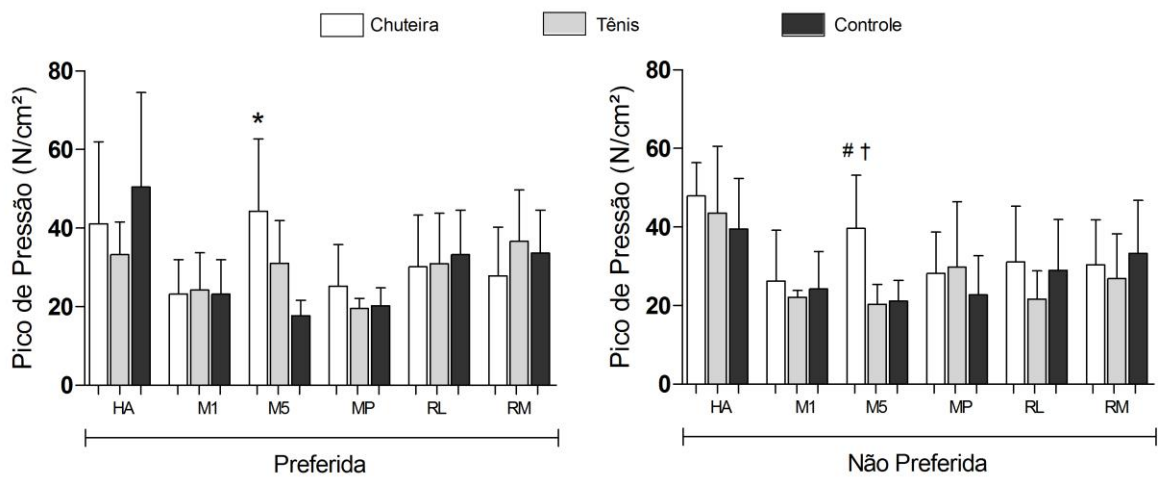 Chuteira Tênis Controle
Pico de Pressão (N/cm²)
80
60
40
20
0
*
HA M1 M5 MP RL RM
Preferida
Pico de Pressão (N/cm²)
80
60
40
20
0
# †
HA M1 M5 MP RL RM
Não Preferida